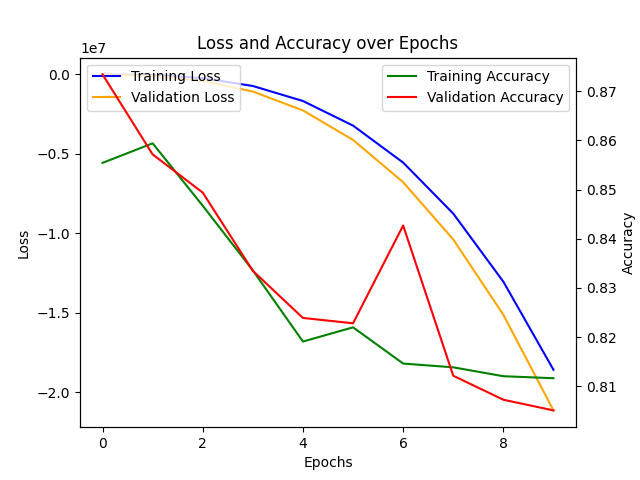 Loss and Accuracy over Epochs
1e7
Training Loss
Validation Loss
Training Accuracy
Validation Accuracy
0.0
−0.5
−1.0
−1.5
−2.0
Loss
0.87
0.86
0.85
0.84
0.83
0.82
0.81
Accuracy
0 2 4 6 8
Epochs